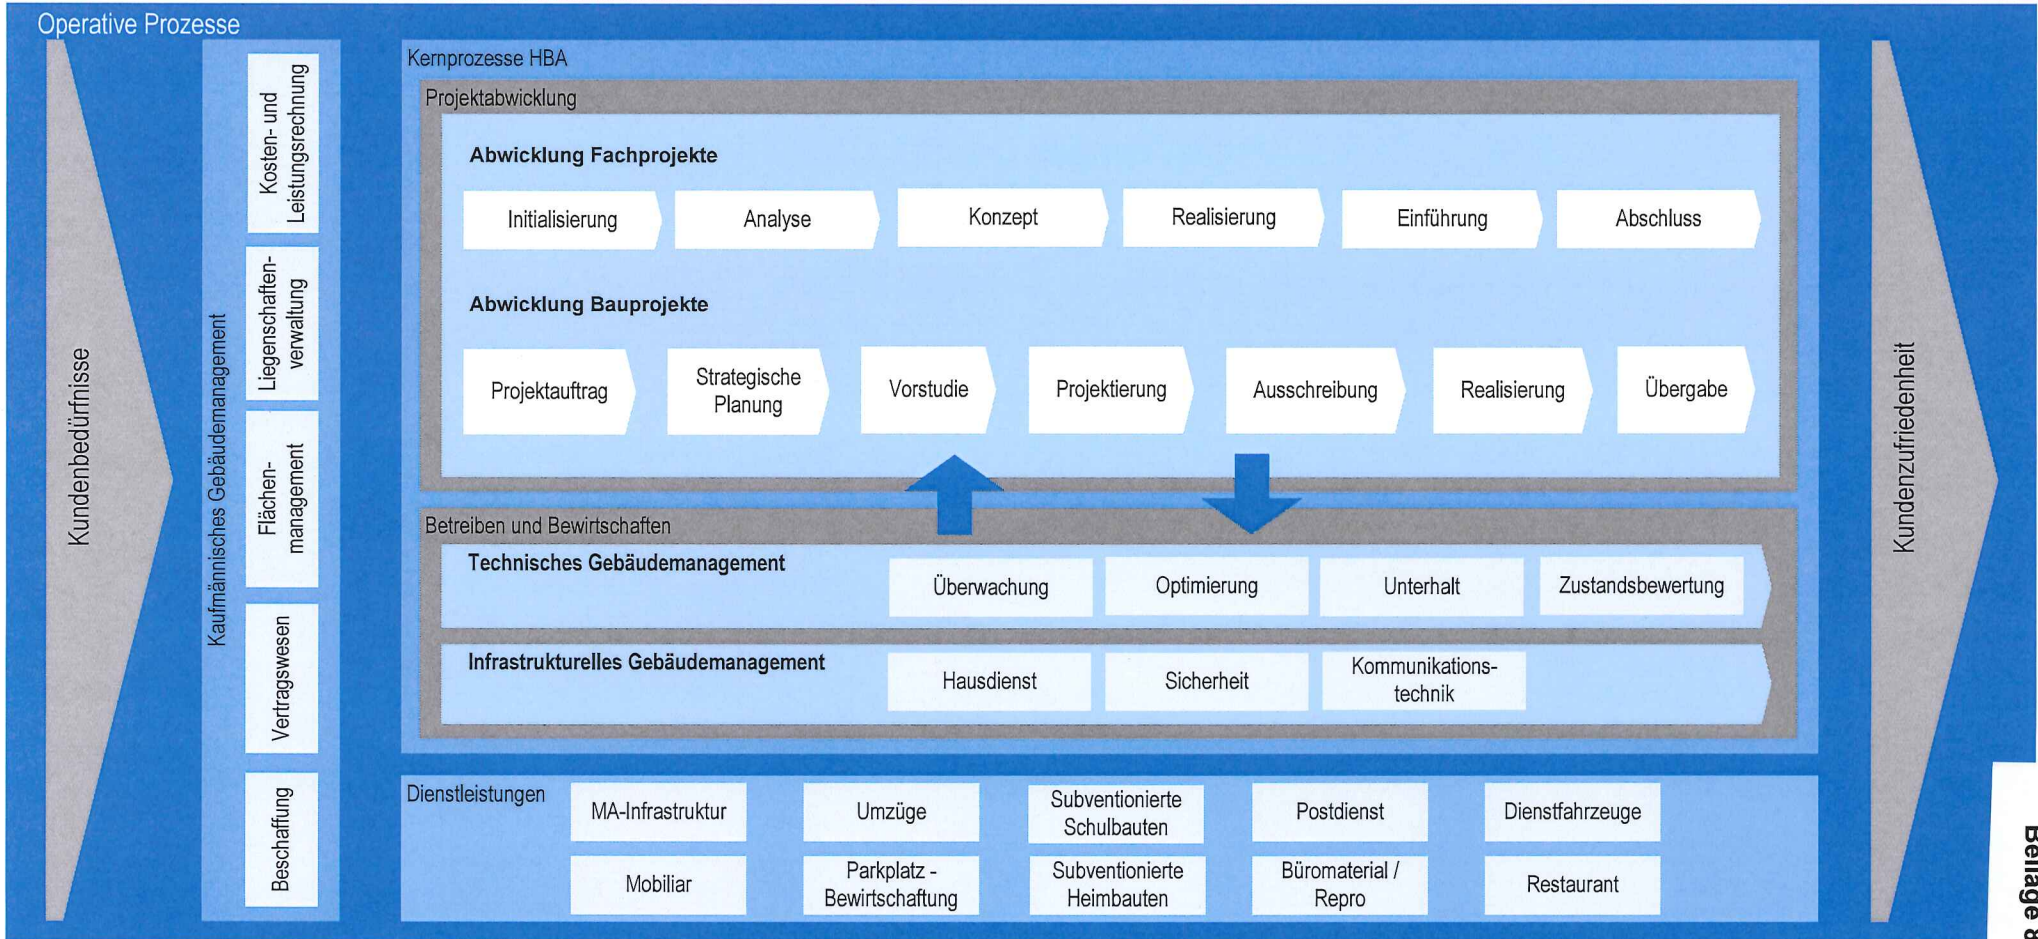 Operative Prozesse
Kundenbedürfnisse
Kaufmännisches Gebäudemanagement
Kosten- und
Leistungsrechnung
Liegenschaften-
verwaltung
Flächen-
management
Vertragswesen
Beschaffung
Kernprozesse HBA
Projektabwicklung
Abwicklung Fachprojekte
Initialisierung
Analyse
Konzept
Realisierung
Einführung
Abschluss
Abwicklung Bauprojekte
Projektauftrag
Strategische
Planung
Vorstudie
Projektierung
Ausschreibung
Realisierung
Übergabe
Betreiben und Bewirtschaften
Technisches Gebäudemanagement
Überwachung
Optimierung
Unterhalt
Zustandsbewertung
Infrastrukturelles Gebäudemanagement
Hausdienst
Sicherheit
Kommunikations-
technik
Dienstleistungen
MA-Infrastruktur
Umzüge
Subventionierte
Schulbauten
Postdienst
Dienstfahrzeuge
Mobiliar
Parkplatz -
Bewirtschaftung
Subventionierte
Heimbauten
Büromaterial /
Repro
Restaurant
Kundenzufriedenheit
Beilage